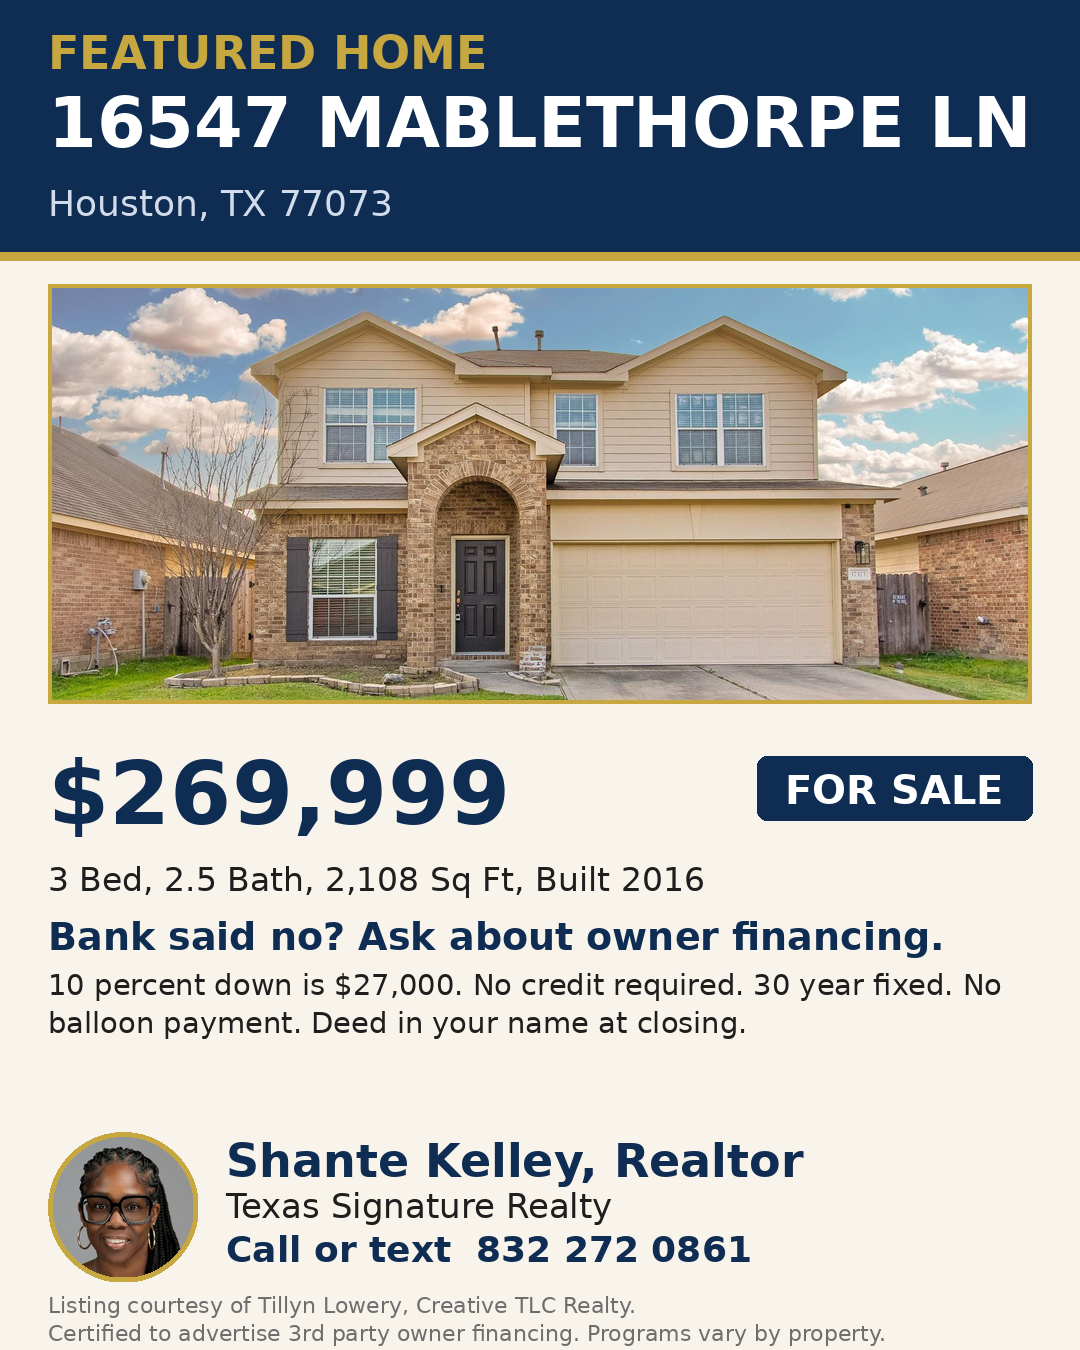 FEATURED HOME
16547 MABLETHORPE LN
Houston, TX 77073
$269,999
FOR SALE
3 Bed, 2.5 Bath, 2,108 Sq Ft, Built 2016
Bank said no? Ask about owner financing.
10 percent down is $27,000. No credit required. 30 year fixed. No
balloon payment. Deed in your name at closing.
Shante Kelley, Realtor
Texas Signature Realty
Call or text 832 272 0861
Listing courtesy of Tillyn Lowery, Creative TLC Realty.
Certified to advertise 3rd party owner financing. Programs vary by property.